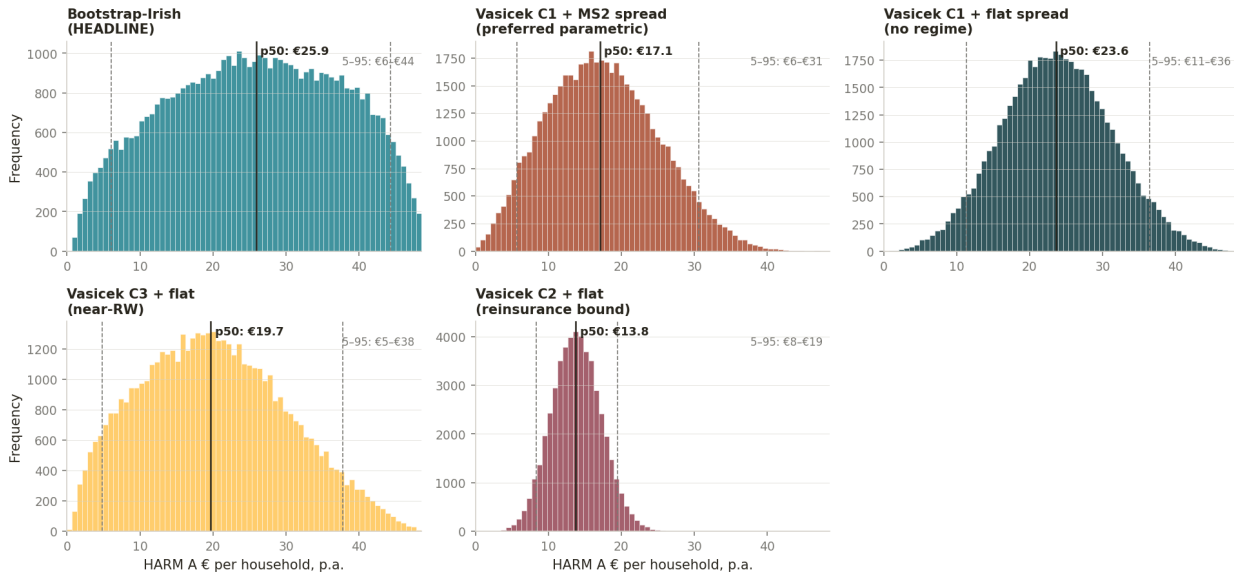 Bootstrap-Irish
(HEADLINE)
p50: €25.9
5–95: €6–€44
Frequency
1000
800
600
400
200
0
0 10 20 30 40
Vasicek C1 + MS2 spread
(preferred parametric)
p50: €17.1
5–95: €6–€31
1750
1500
1250
1000
750
500
250
0
0 10 20 30 40
Vasicek C1 + flat spread
(no regime)
p50: €23.6
5–95: €11–€36
1750
1500
1250
1000
750
500
250
0
0 10 20 30 40
Vasicek C3 + flat
(near-RW)
p50: €19.7
5–95: €5–€38
Frequency
1200
1000
800
600
400
200
0
0 10 20 30 40
HARM A € per household, p.a.
Vasicek C2 + flat
(reinsurance bound)
p50: €13.8
5–95: €8–€19
4000
3000
2000
1000
0
0 10 20 30 40
HARM A € per household, p.a.